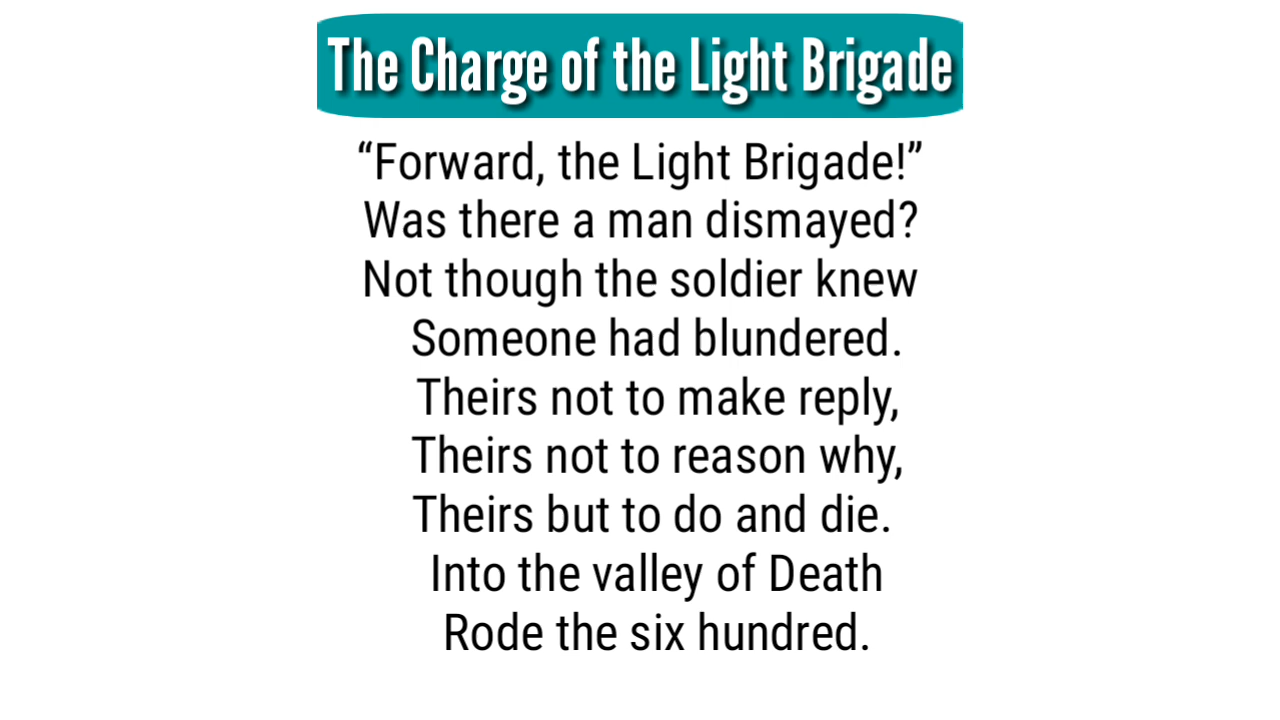 The Charge of the Light Brigade
“Forward, the Light Brigade!”
Was there a man dismayed?
Not though the soldier knew
Someone had blundered.
Theirs not to make reply,
Theirs not to reason why,
Theirs but to do and die.
Into the valley of Death
Rode the six hundred.